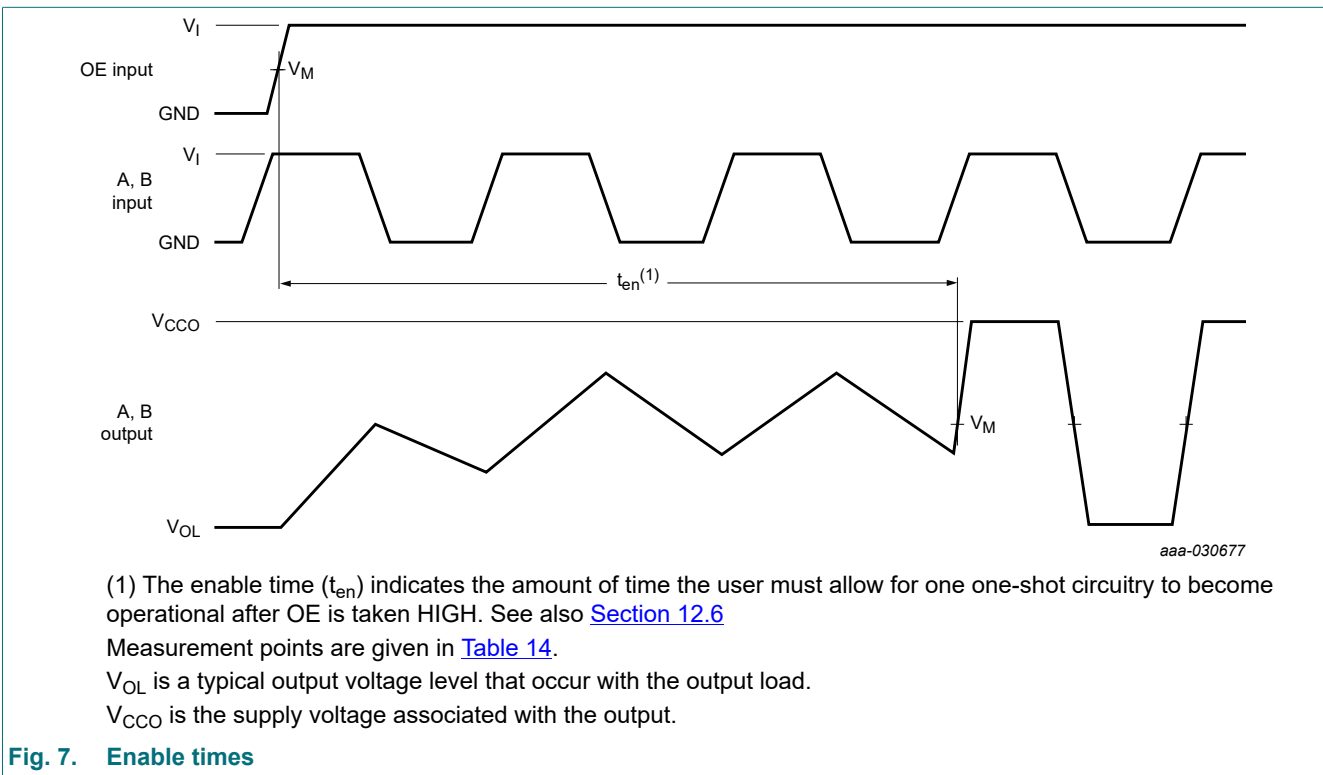 V_I
OE input
V_M
GND
V_I
A, B
input
GND
t_en(1)
V_CCO
A, B
output
V_M
V_OL
aaa-030677
(1) The enable time (t_en) indicates the amount of time the user must allow for one one-shot circuitry to become
operational after OE is taken HIGH. See also Section 12.6
Measurement points are given in Table 14.
V_OL is a typical output voltage level that occur with the output load.
V_CCO is the supply voltage associated with the output.
Fig. 7. Enable times